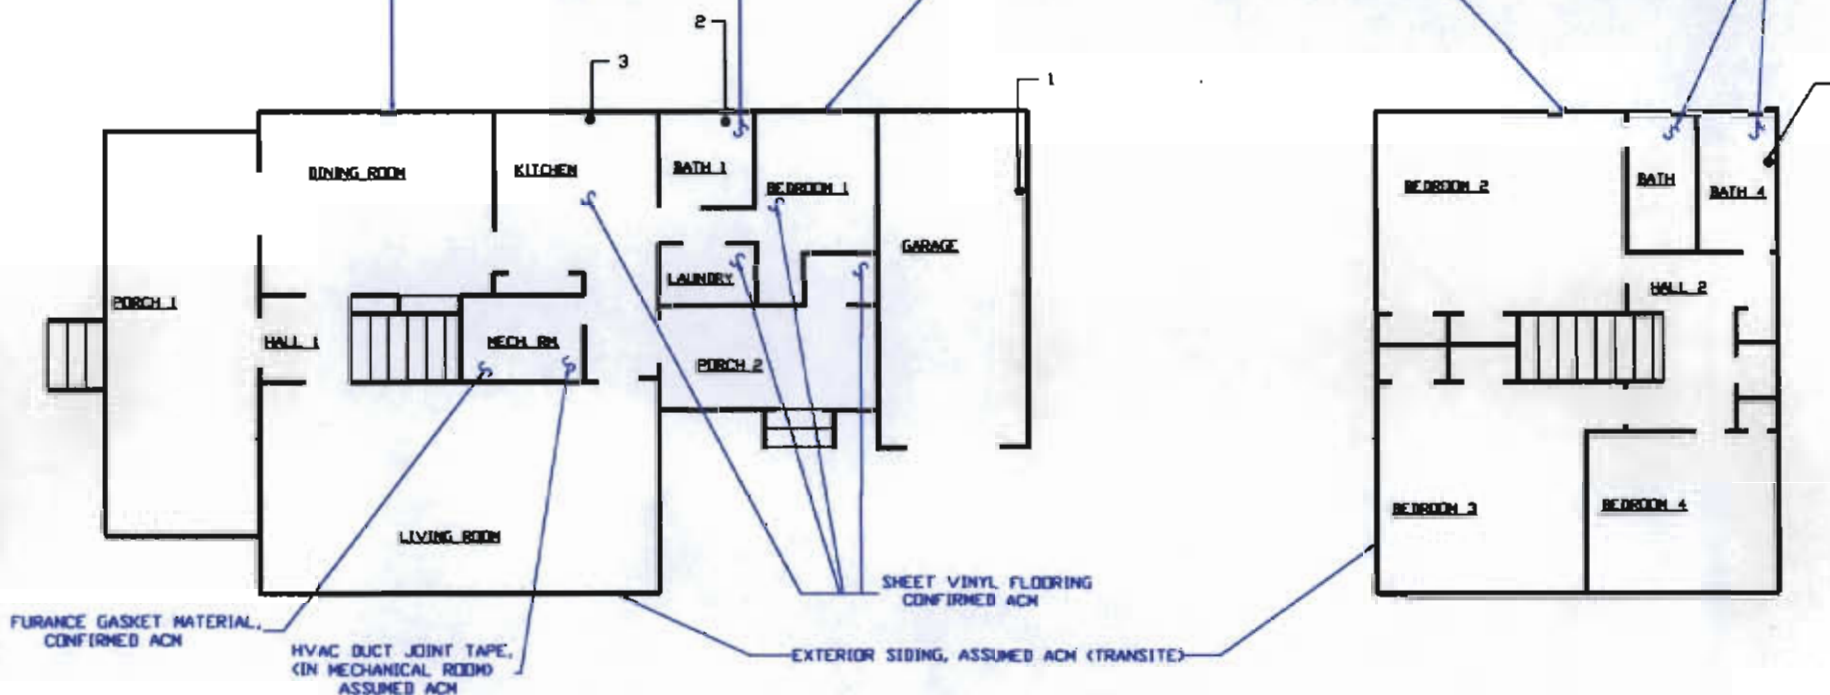 2
3
1
DINING ROOM
KITCHEN
BATH 1
BEDROOM 1
GARAGE
LAUNDRY
PORCH 1
HALL 1
MECH. RM.
PORCH 2
LIVING ROOM
BEDROOM 2
BATH
BATH 4
HALL 2
BEDROOM 3
BEDROOM 4
SHEET VINYL FLOORING
CONFIRMED ACM
FURANCE GASKET MATERIAL,
CONFIRMED ACM
HVAC DUCT JOINT TAPE,
(IN MECHANICAL ROOM)
ASSUMED ACM
EXTERIOR SIDING, ASSUMED ACM (TRANSITE)